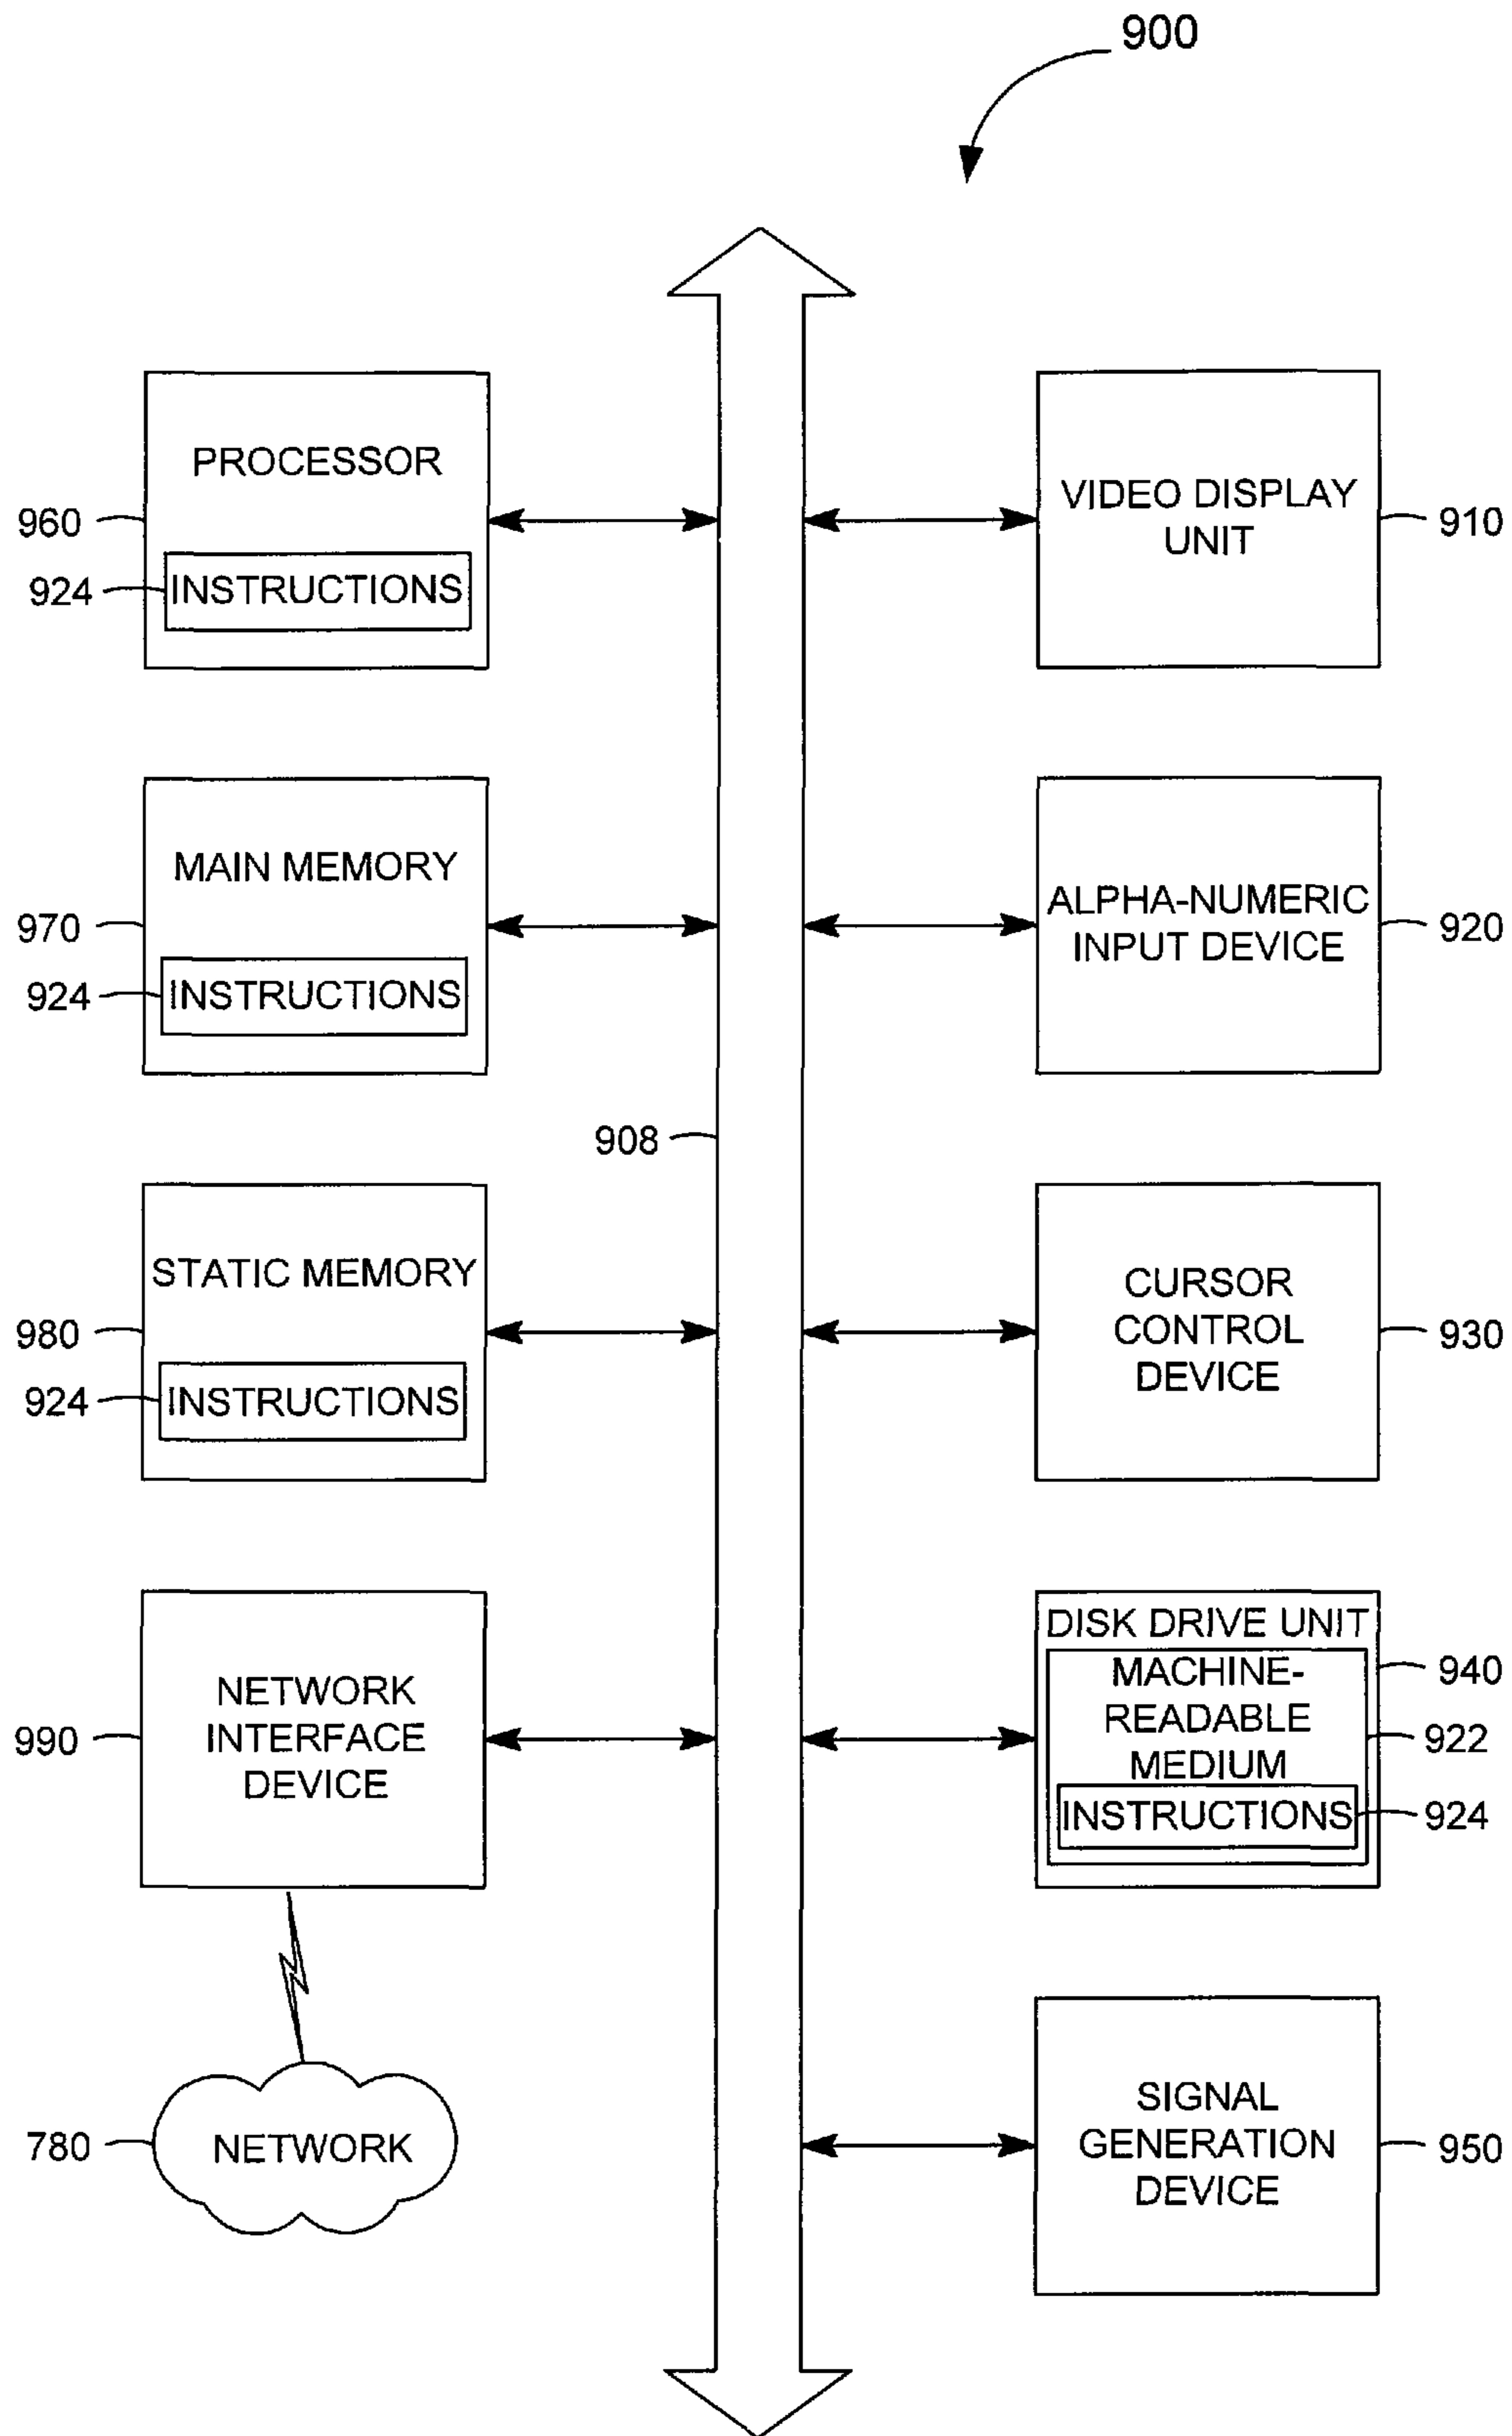 900
PROCESSOR
960
924
INSTRUCTIONS
VIDEO DISPLAY
UNIT
910
MAIN MEMORY
970
924
INSTRUCTIONS
ALPHA-NUMERIC
INPUT DEVICE
920
908
STATIC MEMORY
980
924
INSTRUCTIONS
CURSOR
CONTROL
DEVICE
930
NETWORK
INTERFACE
DEVICE
990
DISK DRIVE UNIT
940
MACHINE-
READABLE
MEDIUM
922
INSTRUCTIONS
924
780
NETWORK
SIGNAL
GENERATION
DEVICE
950